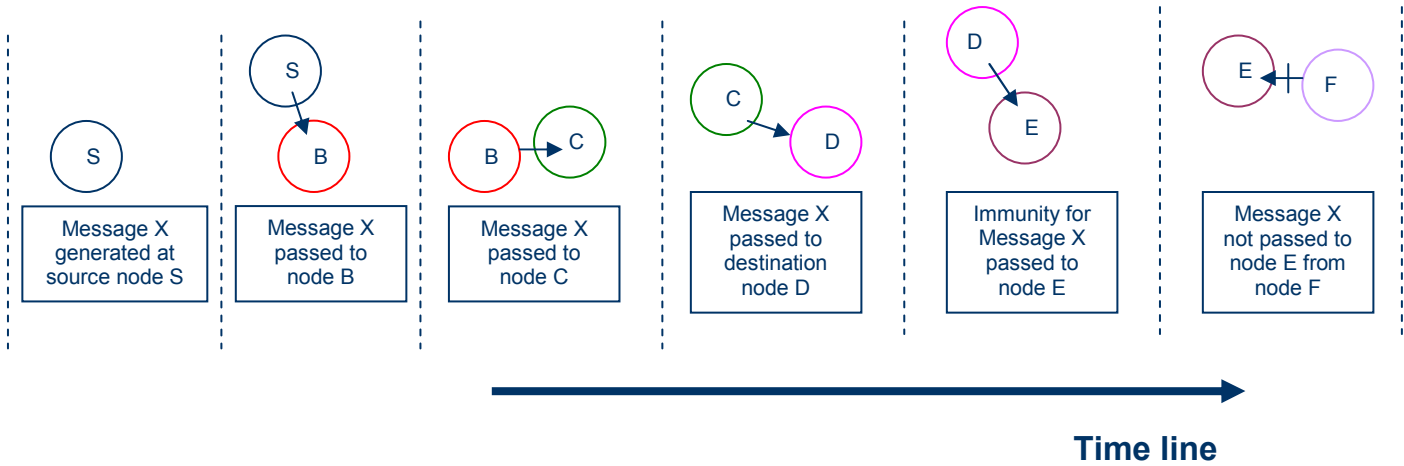 S
Message X
generated at
source node S
S
B
Message X
passed to
node B
B
C
Message X
passed to
node C
C
D
Message X
passed to
destination
node D
D
E
Immunity for
Message X
passed to
node E
E
F
Message X
not passed to
node E from
node F
Time line